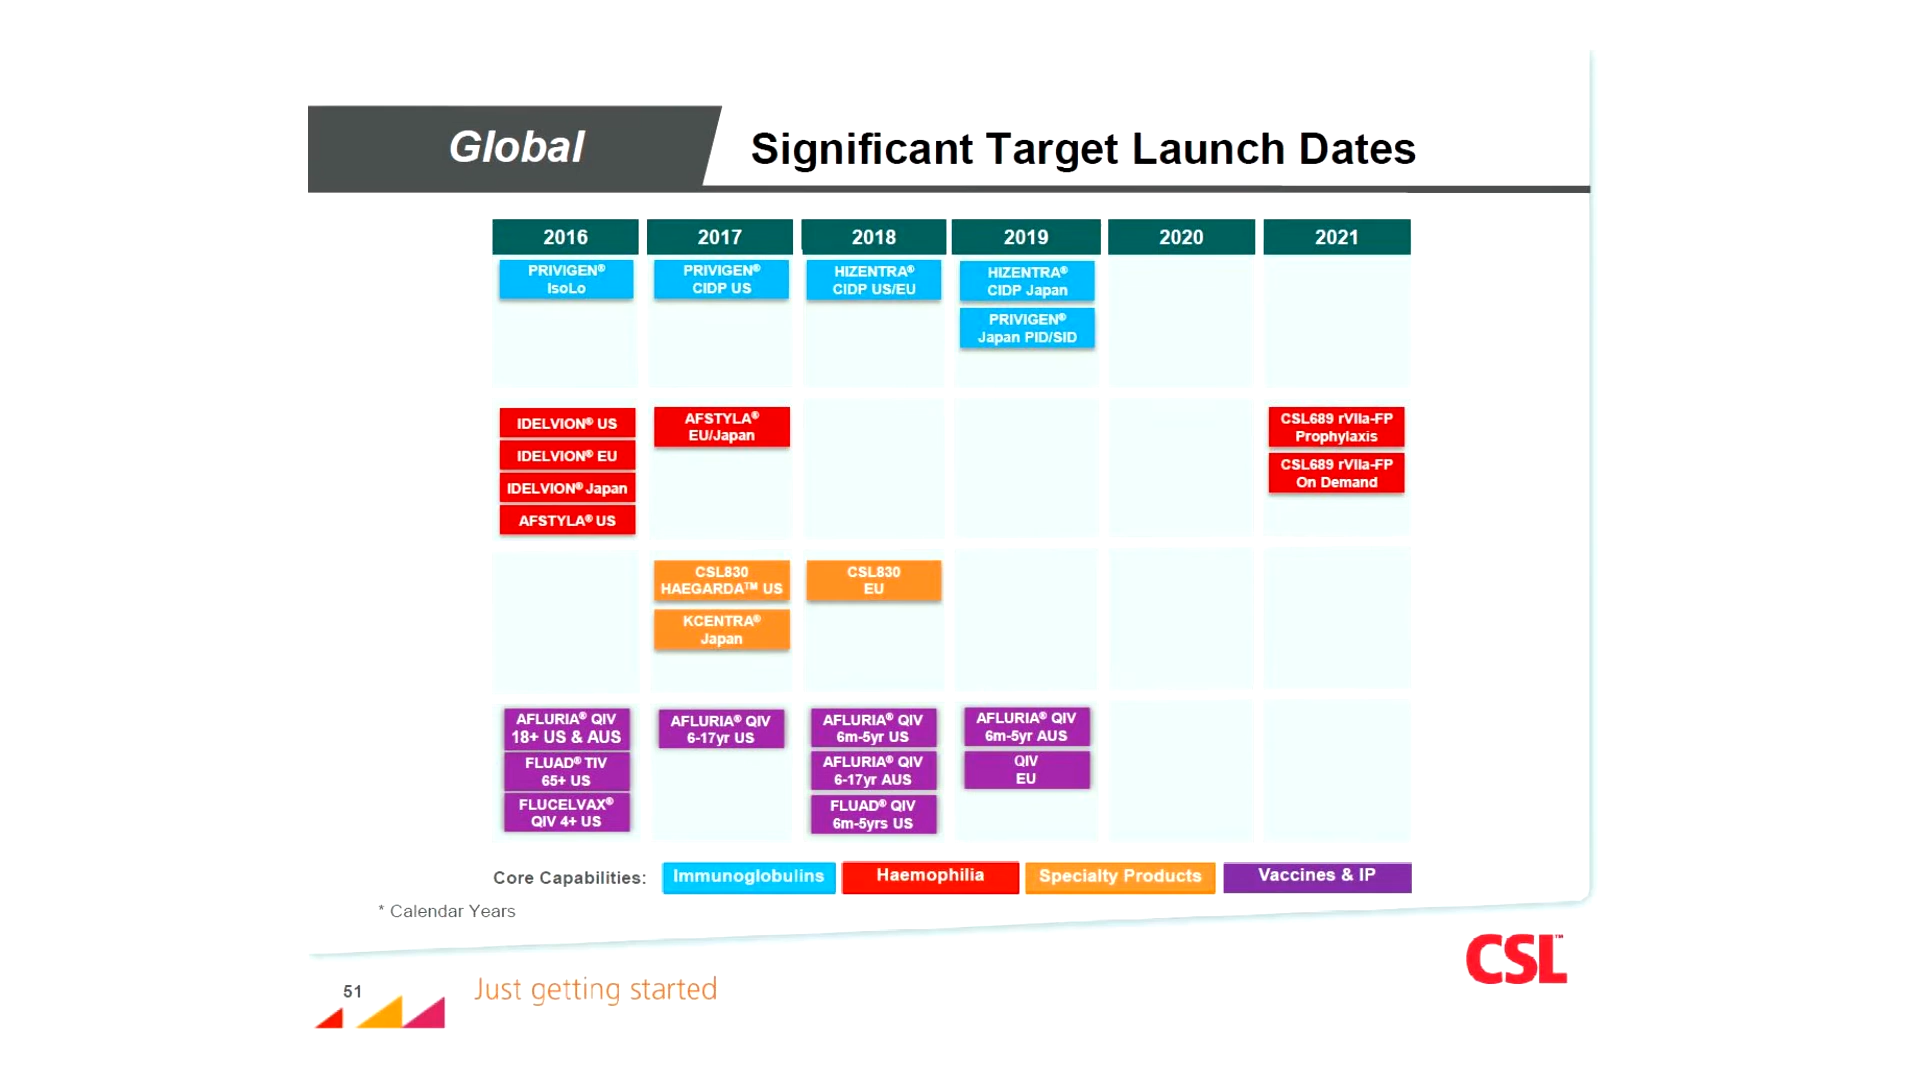 Global
Significant Target Launch Dates
2016 2017 2018 2019 2020 2021
PRIVIGEN®
IsoLo
PRIVIGEN®
CIDP US
HIZENTRA®
CIDP US/EU
HIZENTRA®
CIDP Japan
PRIVIGEN®
Japan PID/SID
IDELVION® US
IDELVION® EU
IDELVION® Japan
AFSTYLA® US
AFSTYLA®
EU/Japan
CSL689 rVIIa-FP
Prophylaxis
CSL689 rVIIa-FP
On Demand
CSL830
HAEGARDA™ US
KCENTRA®
Japan
CSL830
EU
AFLURIA® QIV
18+ US & AUS
FLUAD® TIV
65+ US
FLUCELVAX®
QIV 4+ US
AFLURIA® QIV
6-17yr US
AFLURIA® QIV
6m-5yr US
AFLURIA® QIV
6-17yr AUS
FLUAD® QIV
6m-5yrs US
AFLURIA® QIV
6m-5yr AUS
QIV
EU
Core Capabilities: Immunoglobulins Haemophilia Specialty Products Vaccines & IP
* Calendar Years
51
Just getting started
CSL™